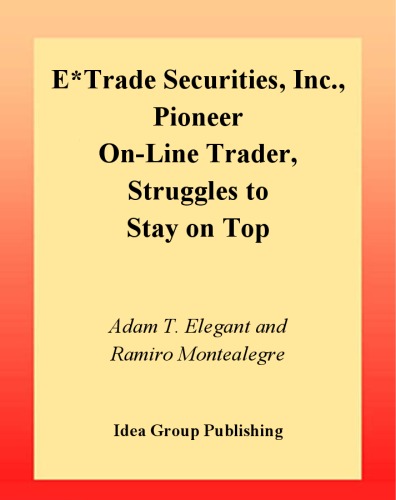 E*Trade Securities, Inc.,
Pioneer
On-Line Trader,
Struggles to
Stay on Top
Adam T. Elegant and
Ramiro Montealegre
Idea Group Publishing